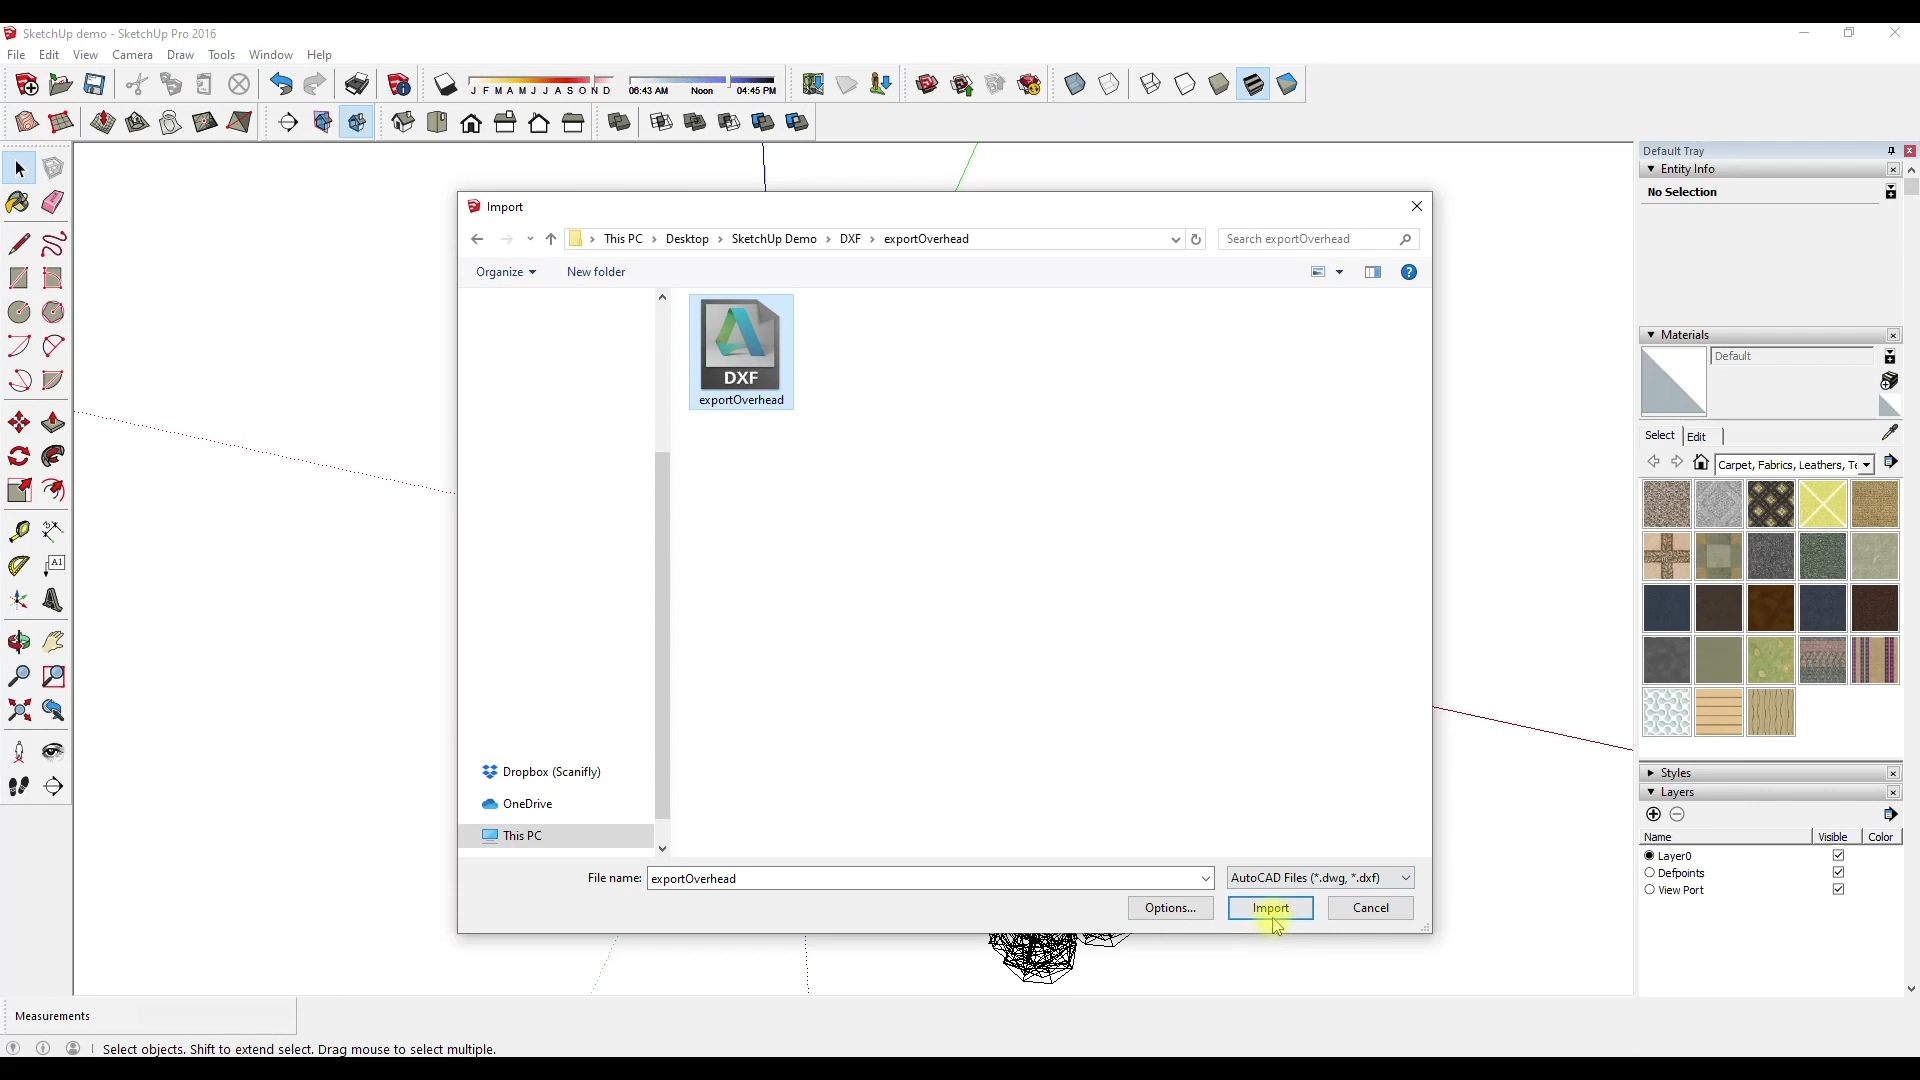 SketchUp demo - SketchUp Pro 2016
File Edit View Camera Draw Tools Window Help
J F M A M J J A S O N D
06:43 AM Noon 04:45 PM
Default Tray
Entity Info
No Selection
Import
This PC > Desktop > SketchUp Demo > DXF > exportOverhead
Search exportOverhead
Organize
New folder
DXF
exportOverhead
Dropbox (Scanifly)
OneDrive
This PC
File name: exportOverhead
AutoCAD Files (*.dwg, *.dxf)
Options...
Import
Cancel
Materials
Default
Select
Edit
Carpet, Fabrics, Leathers, Te
A1
Styles
Layers
Name Visible Color
Layer0
Defpoints
View Port
Measurements
Select objects. Shift to extend select. Drag mouse to select multiple.